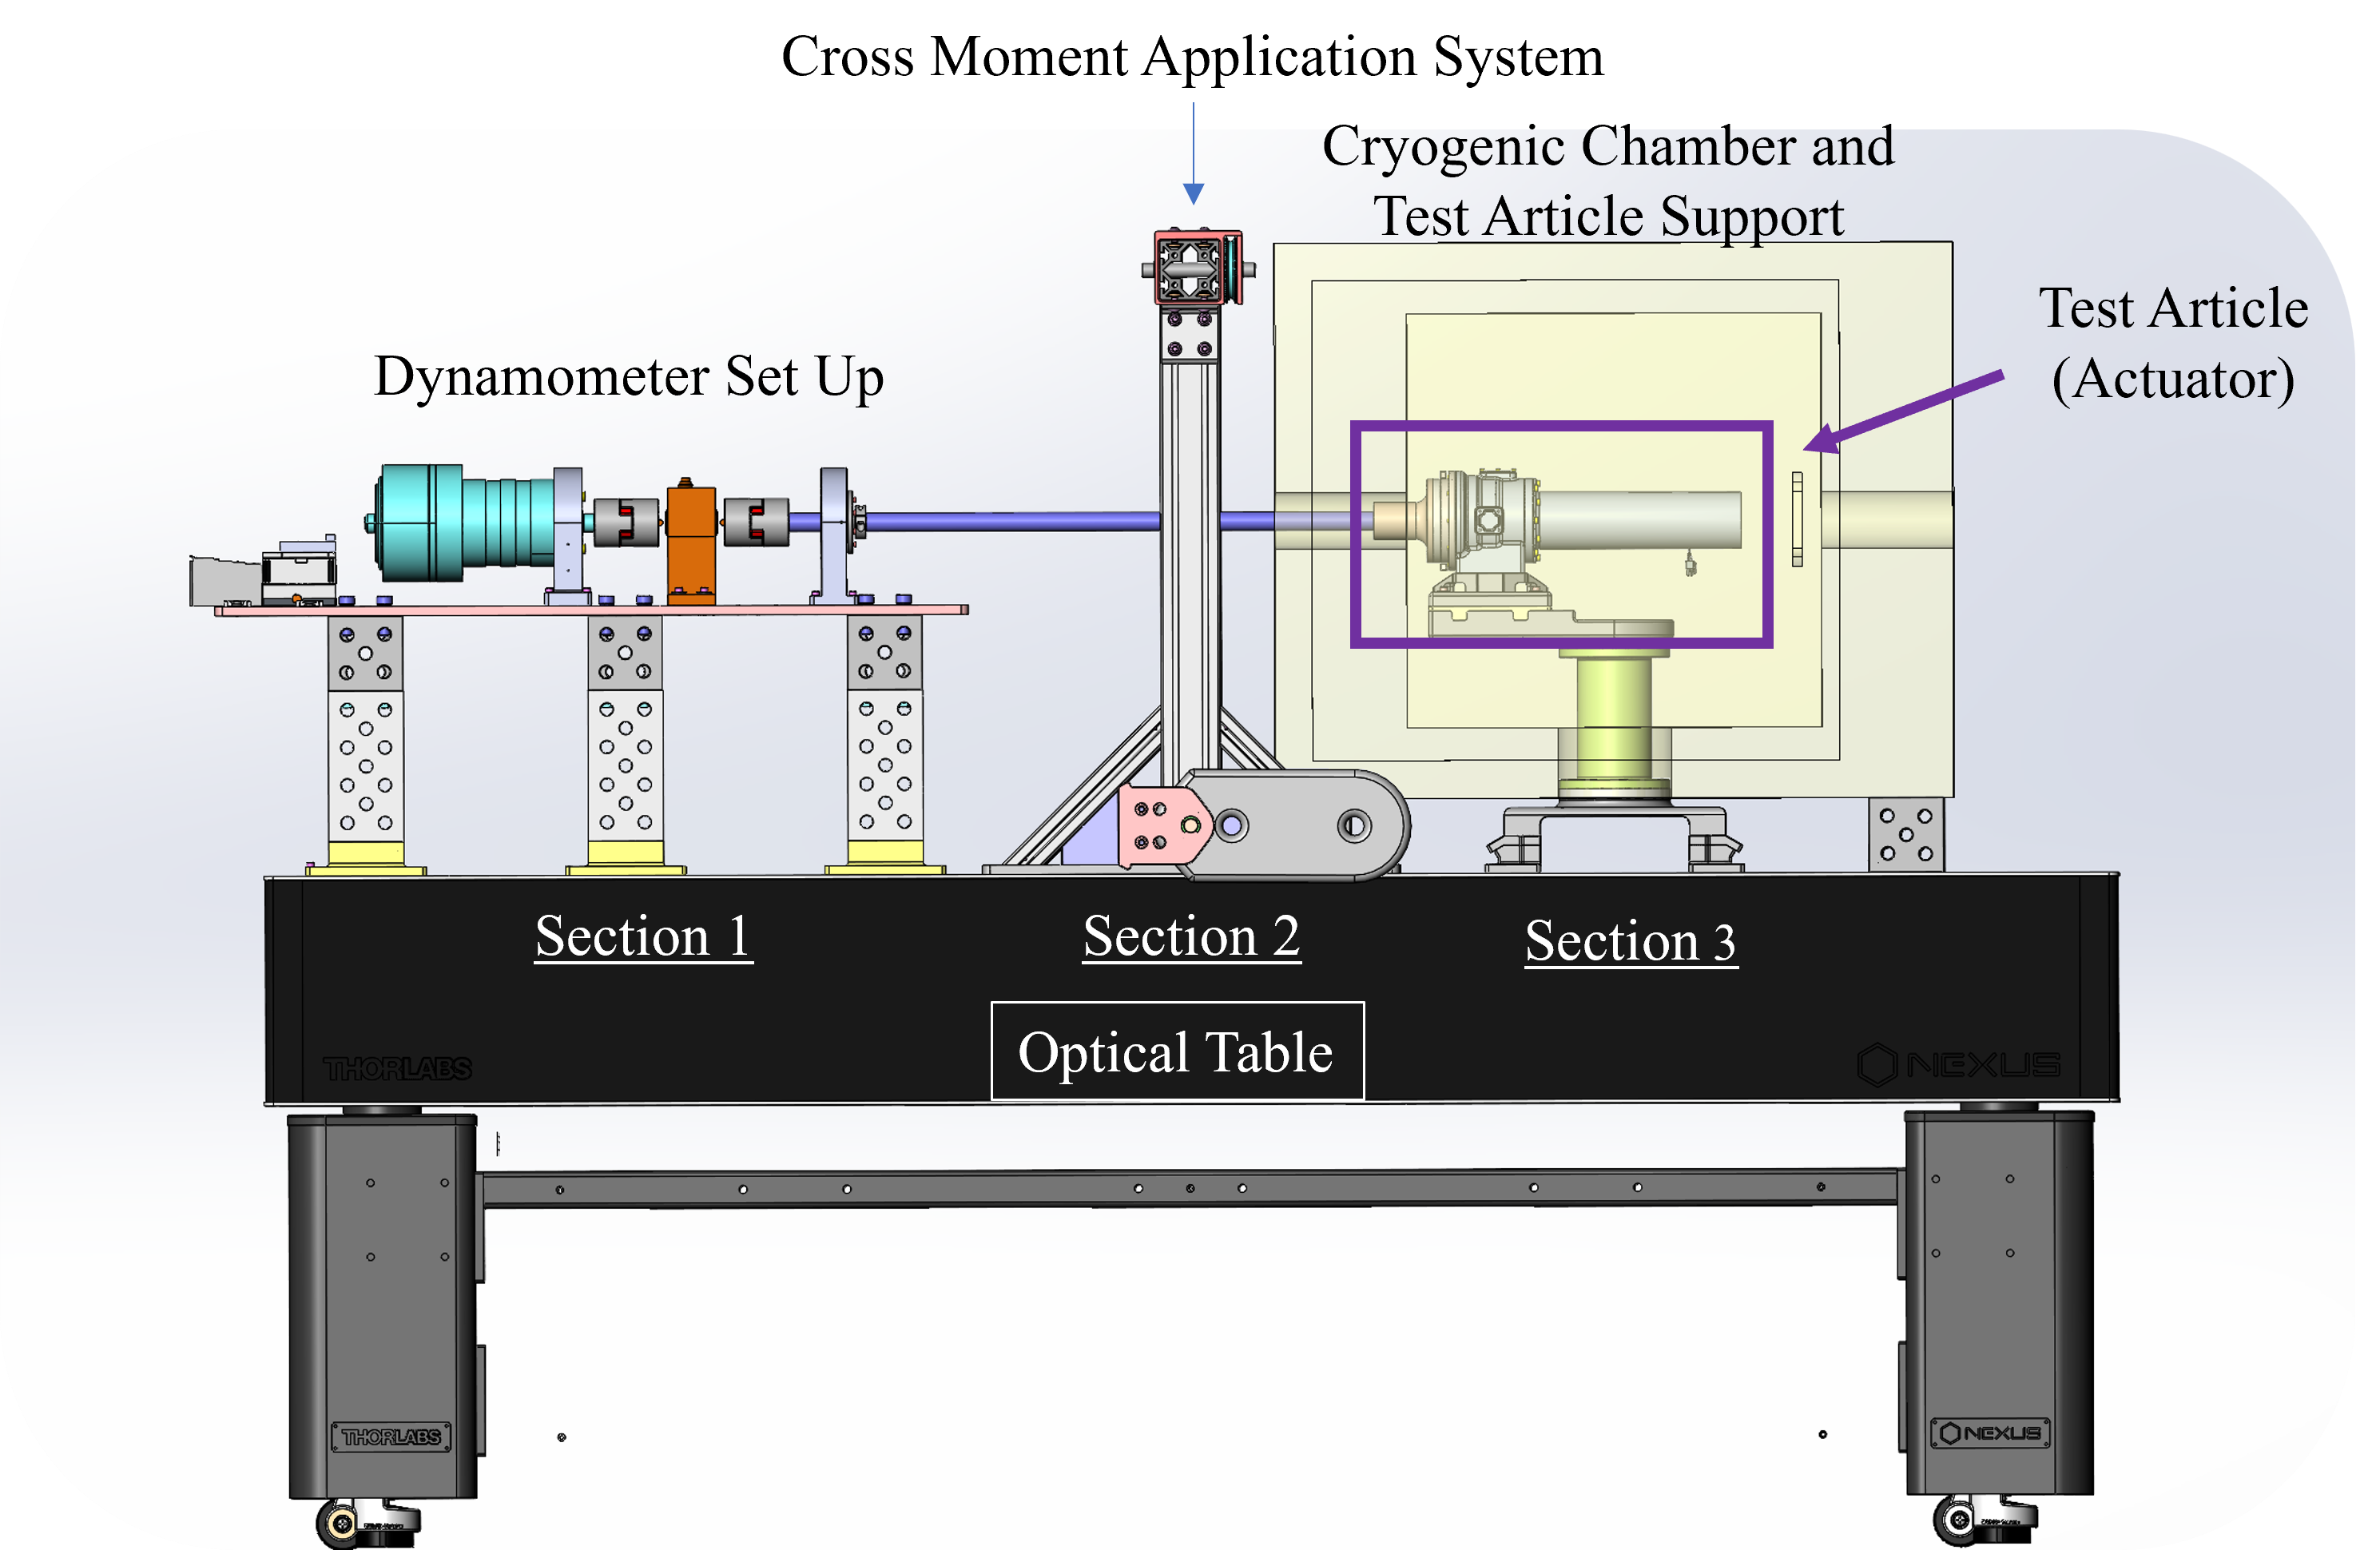 Cross Moment Application System
Cryogenic Chamber and
Test Article Support
Test Article
(Actuator)
Dynamometer Set Up
Section 1
Section 2
Section 3
Optical Table
THORLABS
NEXUS
THORLABS
NEXUS